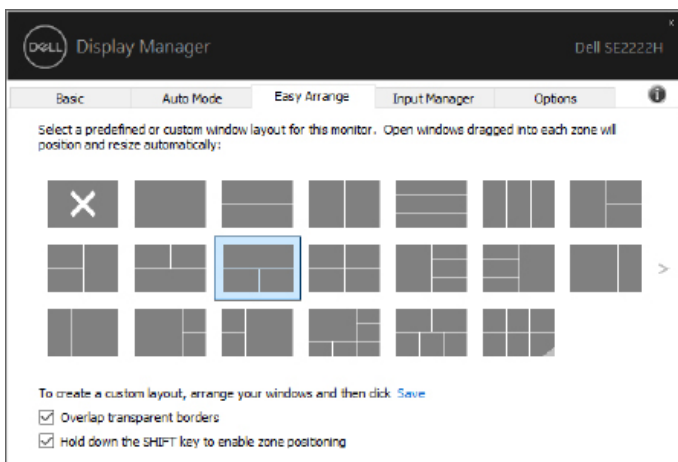 DELL Display Manager
Dell SE2222H
Basic Auto Mode Easy Arrange Input Manager Options
Select a predefined or custom window layout for this monitor. Open windows dragged into each zone will
position and resize automatically:
To create a custom layout, arrange your windows and then click Save
Overlap transparent borders
Hold down the SHIFT key to enable zone positioning